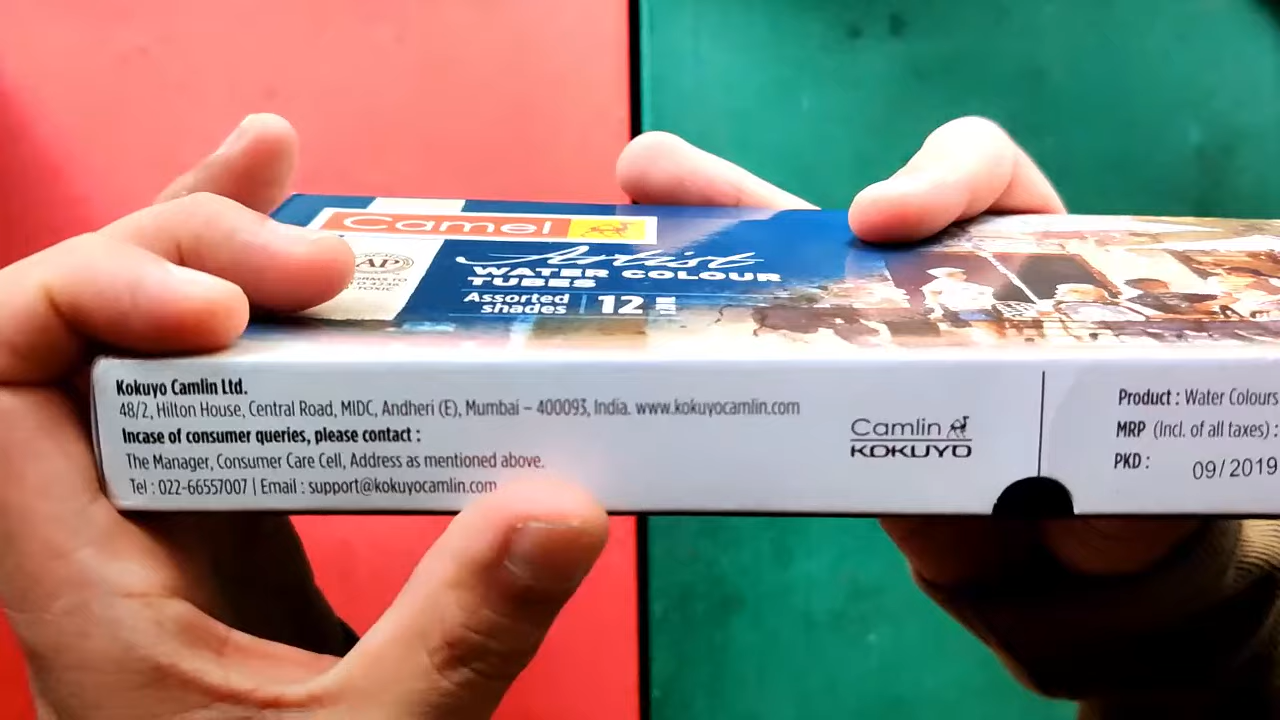 Camel
AP
TOXIC
Artist
WATER COLOUR
TUBES
Assorted
shades
12
Kokuyo Camlin Ltd.
48/2, Hilton House, Central Road, MIDC, Andheri (E), Mumbai – 400093, India. www.kokuyocamlin.com
Incase of consumer queries, please contact :
The Manager, Consumer Care Cell, Address as mentioned above.
Tel : 022-66557007 | Email : support@kokuyocamlin.com
Camlin
KOKUYO
Product : Water Colours
MRP (Incl. of all taxes) :
PKD : 09/2019